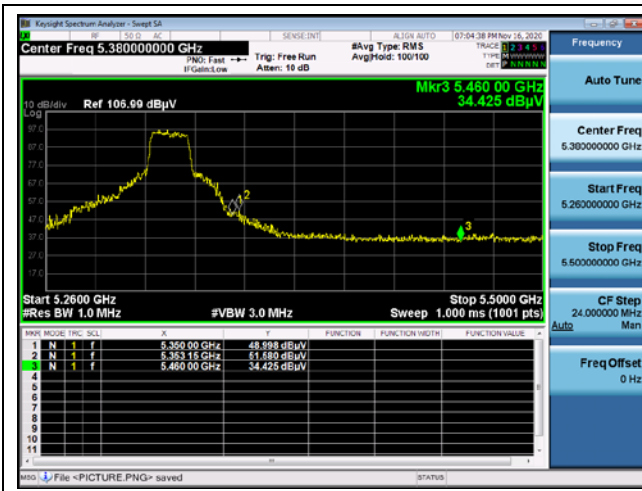 Keysight Spectrum Analyzer - Swept SA
RF 50 Ω AC SENSE:INT ALIGN AUTO 07:04:38 PM Nov 16, 2020
Center Freq 5.380000000 GHz
PNO: Fast
IFGain:Low
Trig: Free Run
Atten: 10 dB
#Avg Type: RMS
Avg|Hold: 100/100
TRACE 1 2 3 4 5 6
TYPE M
DET P N N N N N
Mkr3 5.460 00 GHz
34.425 dBµV
10 dB/div Ref 106.99 dBµV
Log
97.0
87.0
77.0
67.0
57.0
47.0
37.0
27.0
17.0
2
3
Start 5.2600 GHz Stop 5.5000 GHz
#Res BW 1.0 MHz #VBW 3.0 MHz Sweep 1.000 ms (1001 pts)
MKR MODE TRC SCL X Y FUNCTION FUNCTION WIDTH FUNCTION VALUE
1 N 1 f 5.350 00 GHz 48.998 dBµV
2 N 1 f 5.353 15 GHz 51.680 dBµV
3 N 1 f 5.460 00 GHz 34.425 dBµV
4
5
6
7
8
9
10
11
MSG File <PICTURE.PNG> saved STATUS
Frequency
Auto Tune
Center Freq
5.380000000 GHz
Start Freq
5.260000000 GHz
Stop Freq
5.500000000 GHz
CF Step
24.000000 MHz
Auto Man
Freq Offset
0 Hz